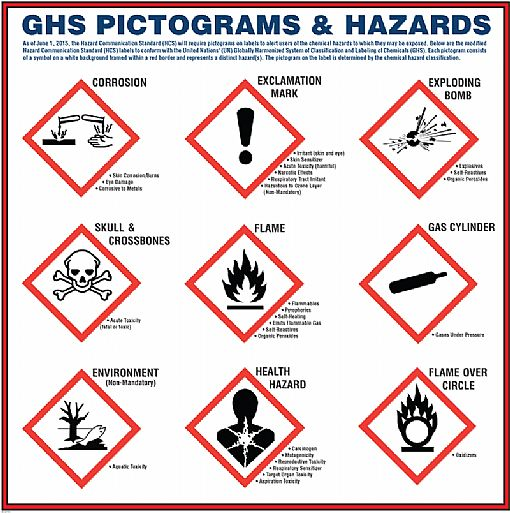 GHS PICTOGRAMS & HAZARDS
As of June 1, 2015, the Hazard Communication Standard (HCS) will require pictograms on labels to alert users of the chemical hazards to which they may be exposed. Below are the modified
Hazard Communication Standard (HCS) labels to conform with the United Nations' (UN) Globally Harmonized System of Classification and Labeling of Chemicals (GHS). Each pictogram consists
of a symbol on a white background framed within a red border and represents a distinct hazard(s). The pictogram on the label is determined by the chemical hazard classification.
CORROSION
• Skin Corrosion/Burns
• Eye Damage
• Corrosive to Metals
EXCLAMATION
MARK
• Irritant (skin and eye)
• Skin Sensitizer
• Acute Toxicity (harmful)
• Narcotic Effects
• Respiratory Tract Irritant
• Hazardous to Ozone Layer
(Non-Mandatory)
EXPLODING
BOMB
• Explosives
• Self-Reactives
• Organic Peroxides
SKULL &
CROSSBONES
• Acute Toxicity
(fatal or toxic)
FLAME
• Flammables
• Pyrophorics
• Self-Heating
• Emits Flammable Gas
• Self-Reactives
• Organic Peroxides
GAS CYLINDER
• Gases Under Pressure
ENVIRONMENT
(Non-Mandatory)
• Aquatic Toxicity
HEALTH
HAZARD
• Carcinogen
• Mutagenicity
• Reproductive Toxicity
• Respiratory Sensitizer
• Target Organ Toxicity
• Aspiration Toxicity
FLAME OVER
CIRCLE
• Oxidizers